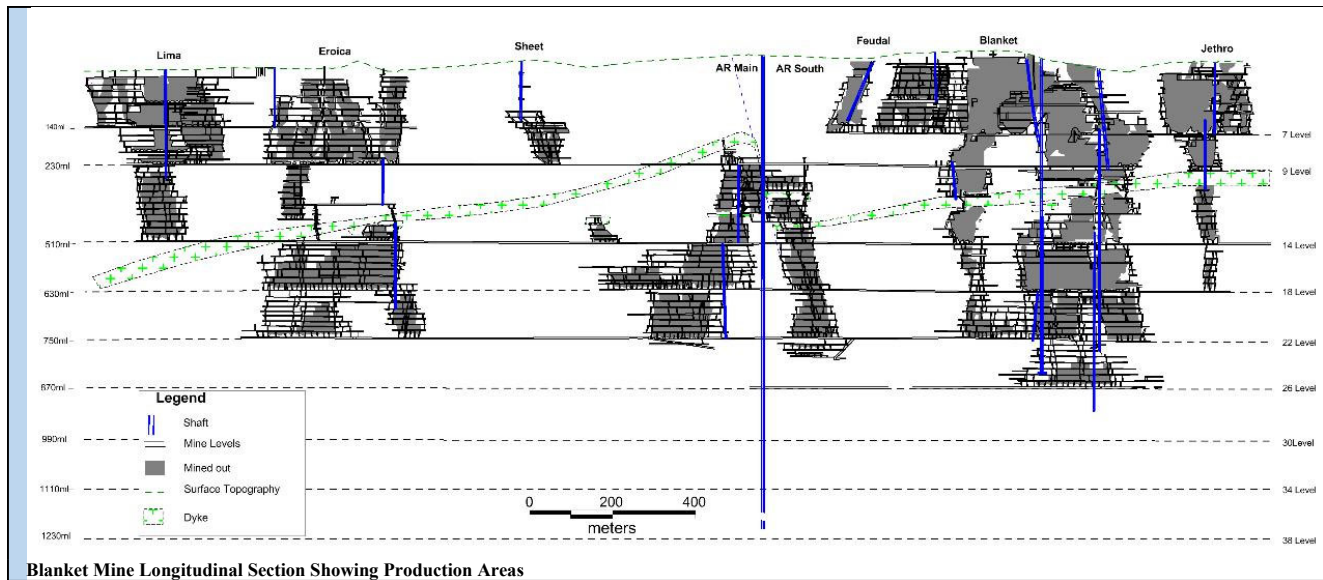 Lima
Eroica
Sheet
AR Main
AR South
Feudal
Blanket
Jethro
140ml
7 Level
230ml
9 Level
510ml
14 Level
630ml
18 Level
750ml
22 Level
870ml
26 Level
990ml
30Level
1110ml
34 Level
1230ml
38 Level
Legend
Shaft
Mine Levels
Mined out
Surface Topography
Dyke
0 200 400
meters
Blanket Mine Longitudinal Section Showing Production Areas